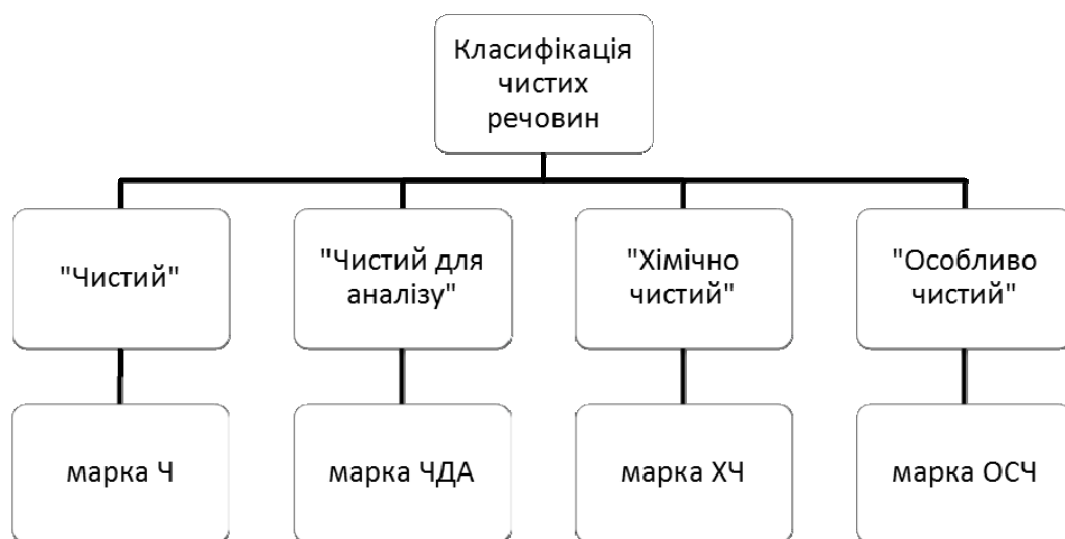 Класифікація
чистих
речовин
"Чистий"
"Чистий для
аналізу"
"Хімічно
чистий"
"Особливо
чистий"
марка Ч
марка ЧДА
марка ХЧ
марка ОСЧ